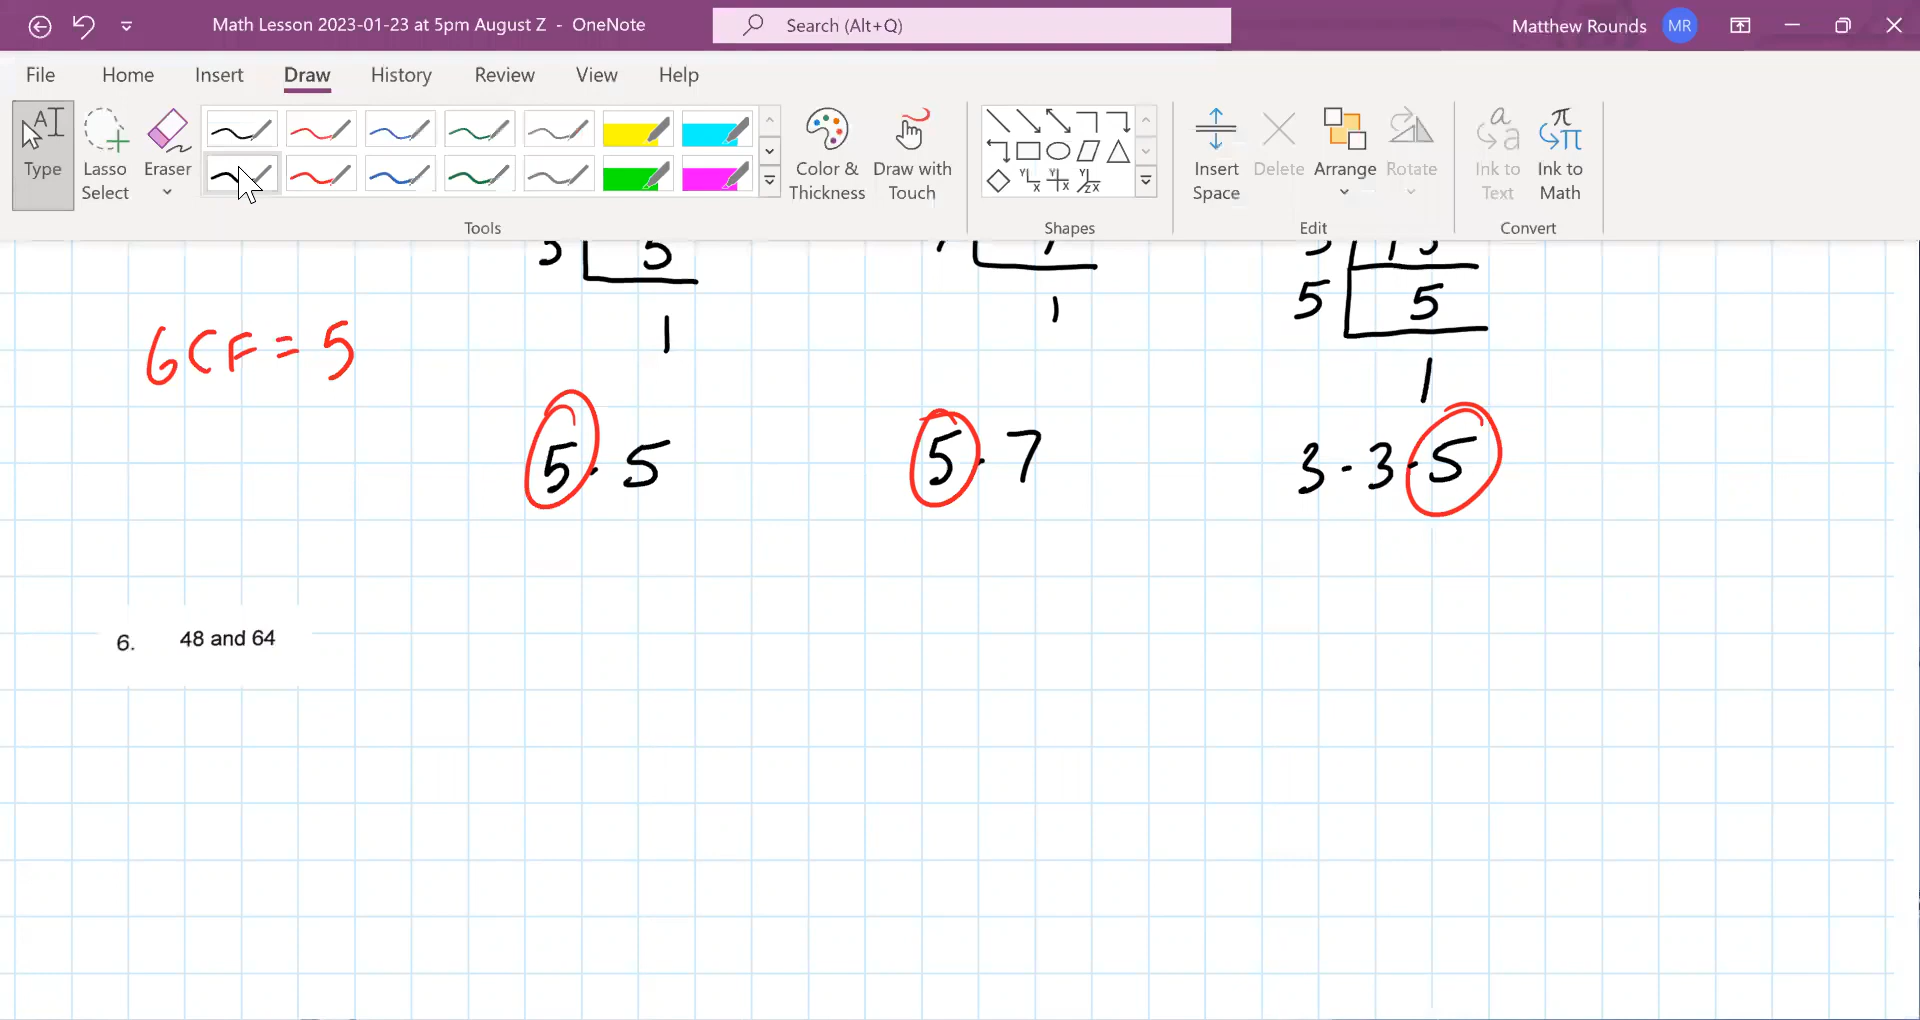 Math Lesson 2023-01-23 at 5pm August Z - OneNote
Search (Alt+Q)
Matthew Rounds MR
File Home Insert Draw History Review View Help
Type
Lasso Select
Eraser
Color & Thickness
Draw with Touch
Insert Space
Delete
Arrange
Rotate
Ink to Text
Ink to Math
Tools Shapes Edit Convert
5 5
5 5
1 1 1
GCF = 5
5 · 5 5 · 7 3 · 3 · 5
6. 48 and 64